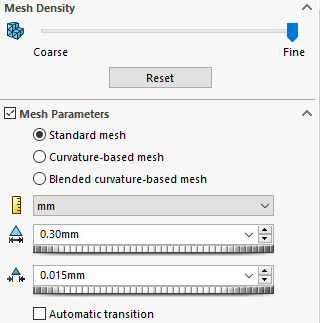 Mesh Density
Coarse Fine
Reset
Mesh Parameters
Standard mesh
Curvature-based mesh
Blended curvature-based mesh
mm
0.30mm
0.015mm
Automatic transition